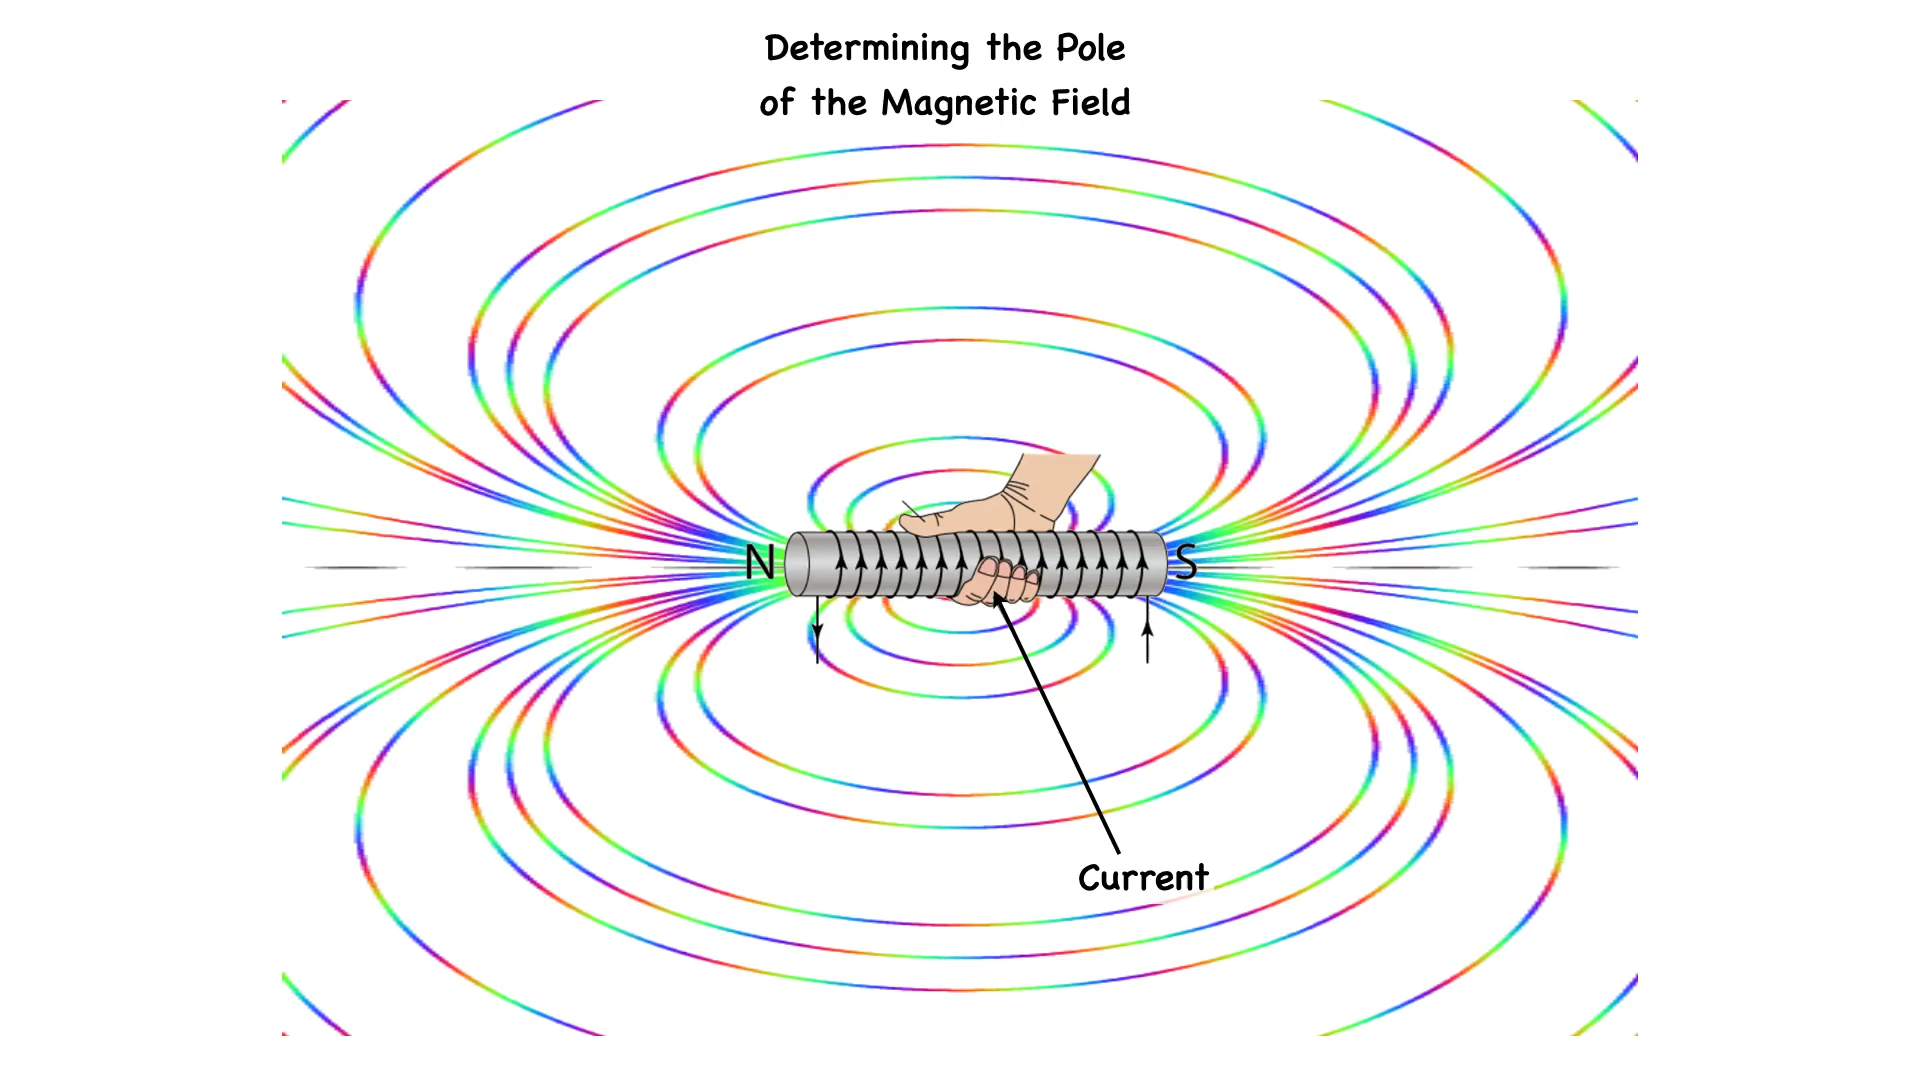 Determining the Pole
of the Magnetic Field
N
S
Current